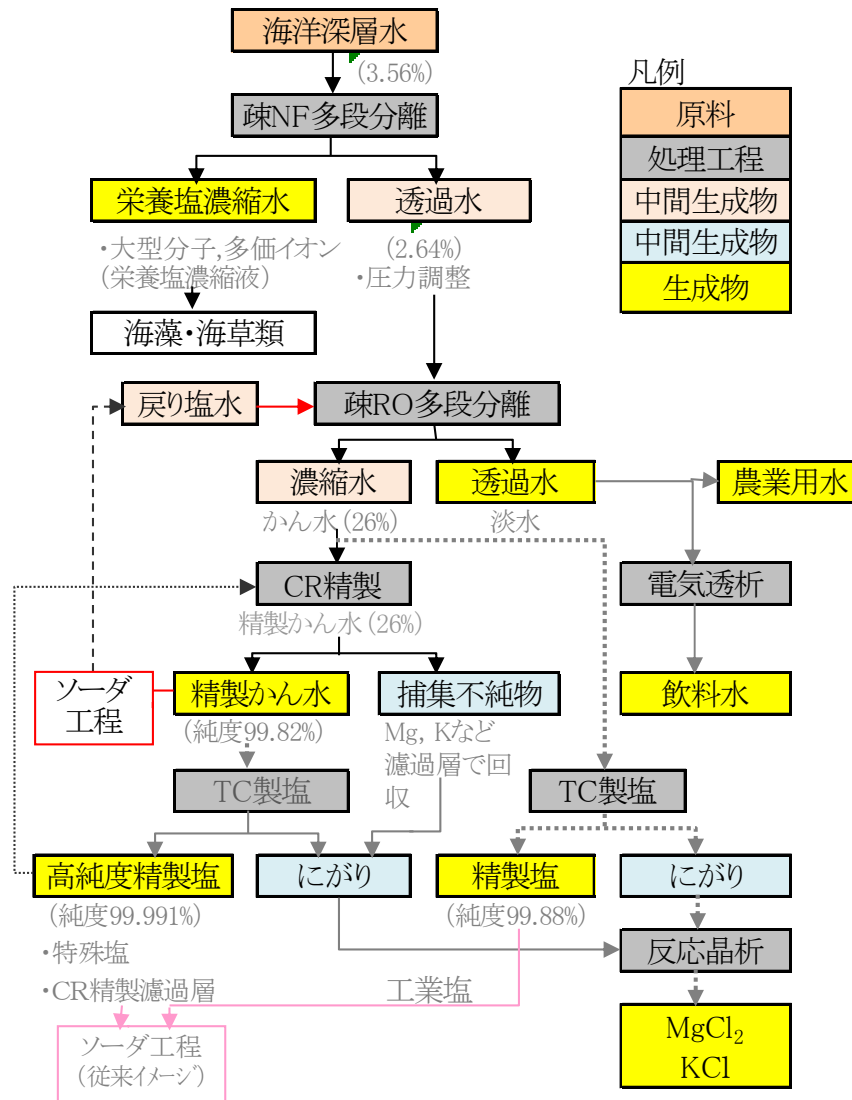 海洋深層水
(3.56%)
凡例
原料
処理工程
中間生成物
中間生成物
生成物
疎NF多段分離
栄養塩濃縮水
透過水
・大型分子,多価イオン
(栄養塩濃縮液)
(2.64%)
・圧力調整
海藻・海草類
戻り塩水
疎RO多段分離
濃縮水
透過水
農業用水
かん水(26%)
淡水
CR精製
電気透析
精製かん水(26%)
ソーダ
工程
精製かん水
捕集不純物
飲料水
(純度99.82%)
Mg, Kなど
濾過層で回
収
TC製塩
TC製塩
高純度精製塩
にがり
精製塩
にがり
(純度99.991%)
(純度99.88%)
・特殊塩
反応晶析
・CR精製濾過層
工業塩
ソーダ工程
(従来イメージ)
MgCl₂
KCl